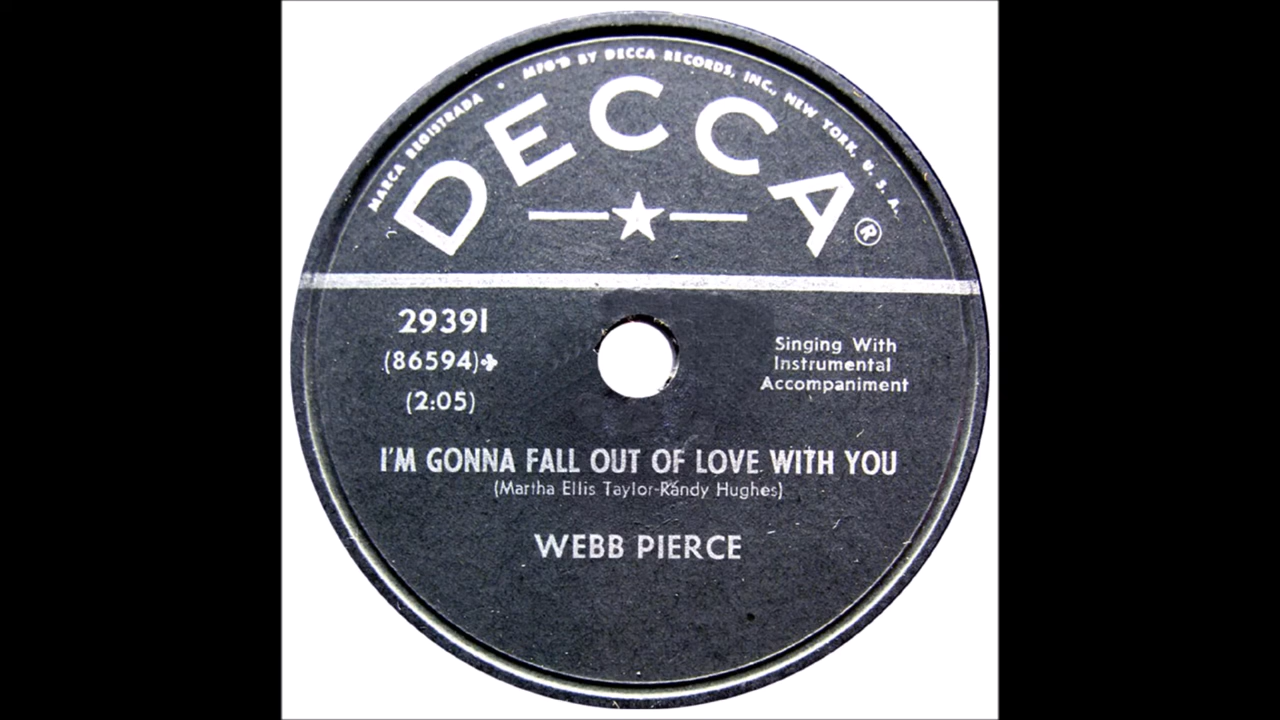 MARCA REGISTRADA • MFG'D BY DECCA RECORDS, INC., NEW YORK, U. S. A.
DECCA
®
29391
(86594)✤
(2:05)
Singing With
Instrumental
Accompaniment
I'M GONNA FALL OUT OF LOVE WITH YOU
(Martha Ellis Taylor-Randy Hughes)
WEBB PIERCE